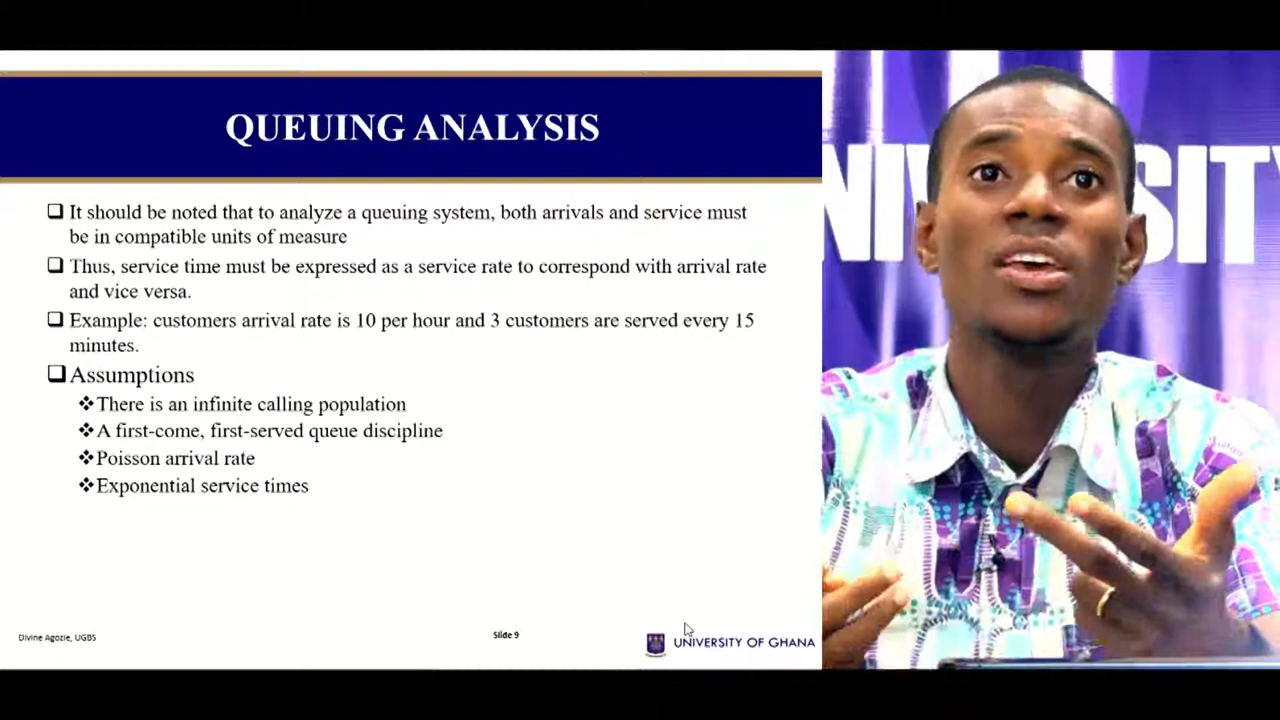 QUEUING ANALYSIS
❑ It should be noted that to analyze a queuing system, both arrivals and service must
be in compatible units of measure
❑ Thus, service time must be expressed as a service rate to correspond with arrival rate
and vice versa.
❑ Example: customers arrival rate is 10 per hour and 3 customers are served every 15
minutes.
❑ Assumptions
❖ There is an infinite calling population
❖ A first-come, first-served queue discipline
❖ Poisson arrival rate
❖ Exponential service times
Divine Agozie, UGBS
Slide 9
UNIVERSITY OF GHANA
NIV SITY